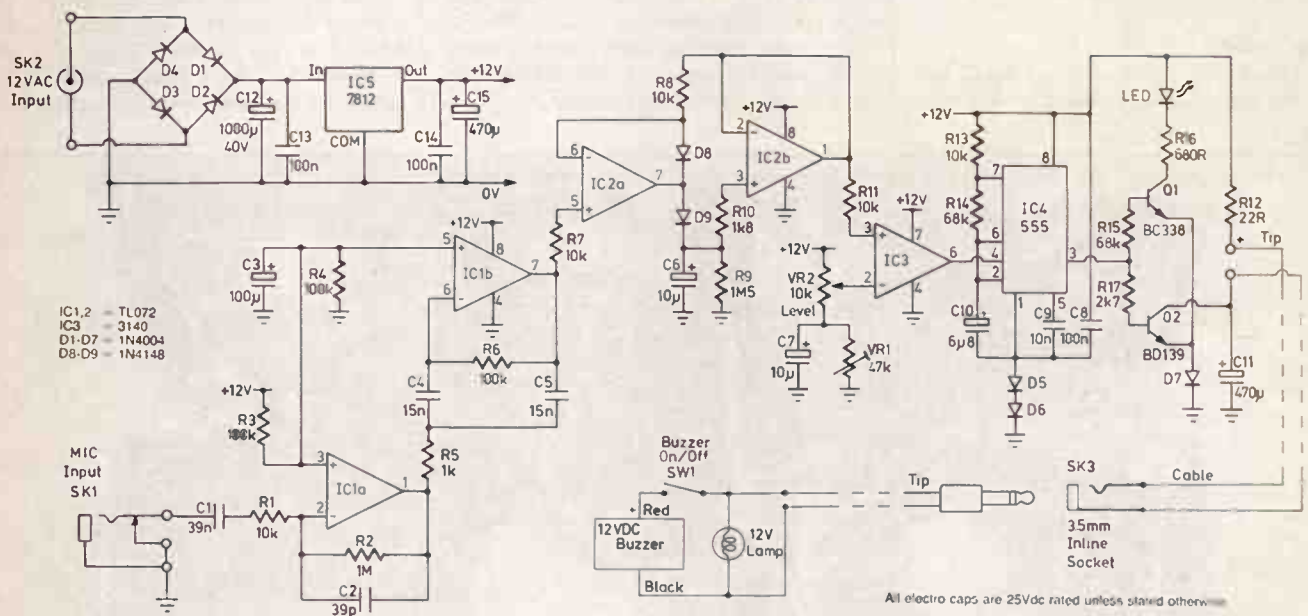 SK2
12VAC
Input
D4
D1
D3
D2
C12
1000µ
40V
C13
100n
In
IC5
7812
COM
Out
+12V
C14
100n
C15
470µ
0V
R8
10k
D8
D9
6
5
7
IC2a
R7
10k
C6
10µ
R10
1k8
R9
1M5
+12V
2
3
8
4
1
IC2b
R11
10k
+12V
VR2
10k
Level
C7
10µ
VR1
47k
+12V
3
2
7
4
6
IC3
+12V
R13
10k
R14
68k
7
6
4
2
8
IC4
555
3
1
5
C10
6µ8
C9
10n
C8
100n
D5
D6
LED
R16
680R
Q1
BC338
R15
68k
R17
2k7
Q2
BD139
D7
R12
22R
Tip
C11
470µ
C3
100µ
R4
100k
+12V
5
6
8
4
7
IC1b
R6
100k
C4
15n
C5
15n
R5
1k
IC1,2 = TL072
IC3 = 3140
D1-D7 = 1N4004
D8-D9 = 1N4148
+12V
R3
100k
MIC
Input
SK1
C1
39n
R1
10k
3
2
1
IC1a
R2
1M
C2
39p
Buzzer
On/Off
SW1
Red
12VDC
Buzzer
Black
12V
Lamp
Tip
SK3
Cable
3.5mm
Inline
Socket
All electro caps are 25Vdc rated unless stated